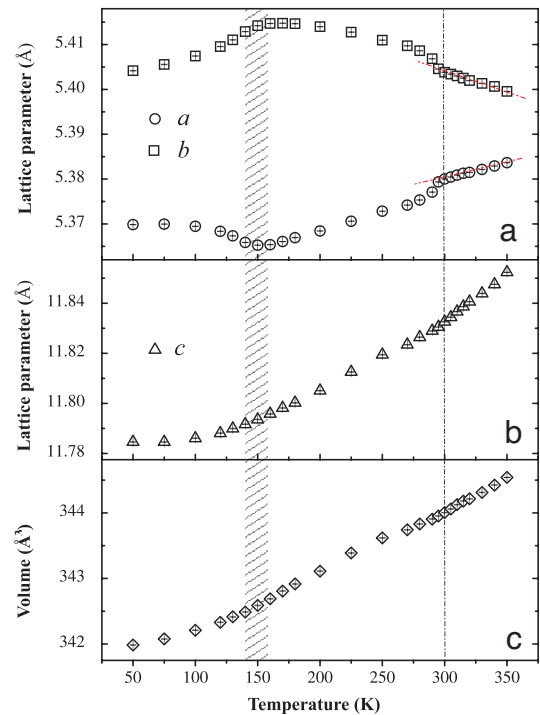 5.41
5.40
5.39
5.38
5.37
Lattice parameter (Å)
a
b
a
11.84
11.82
11.80
11.78
Lattice parameter (Å)
c
b
344
343
342
Volume (Å³)
c
50 100 150 200 250 300 350
Temperature (K)